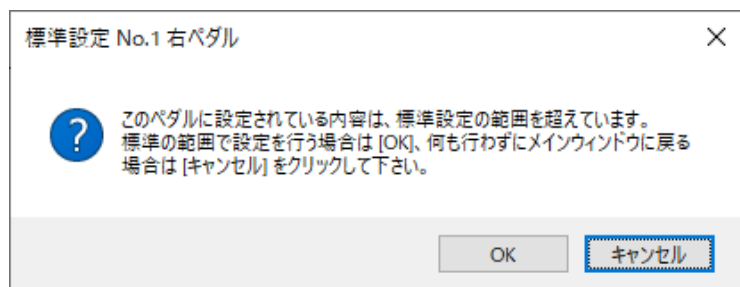 標準設定 No.1 右ペダル
このペダルに設定されている内容は、標準設定の範囲を超えています。
標準の範囲で設定を行う場合は [OK]、何も行わずにメインウィンドウに戻る
場合は [キャンセル] をクリックして下さい。
OK
キャンセル